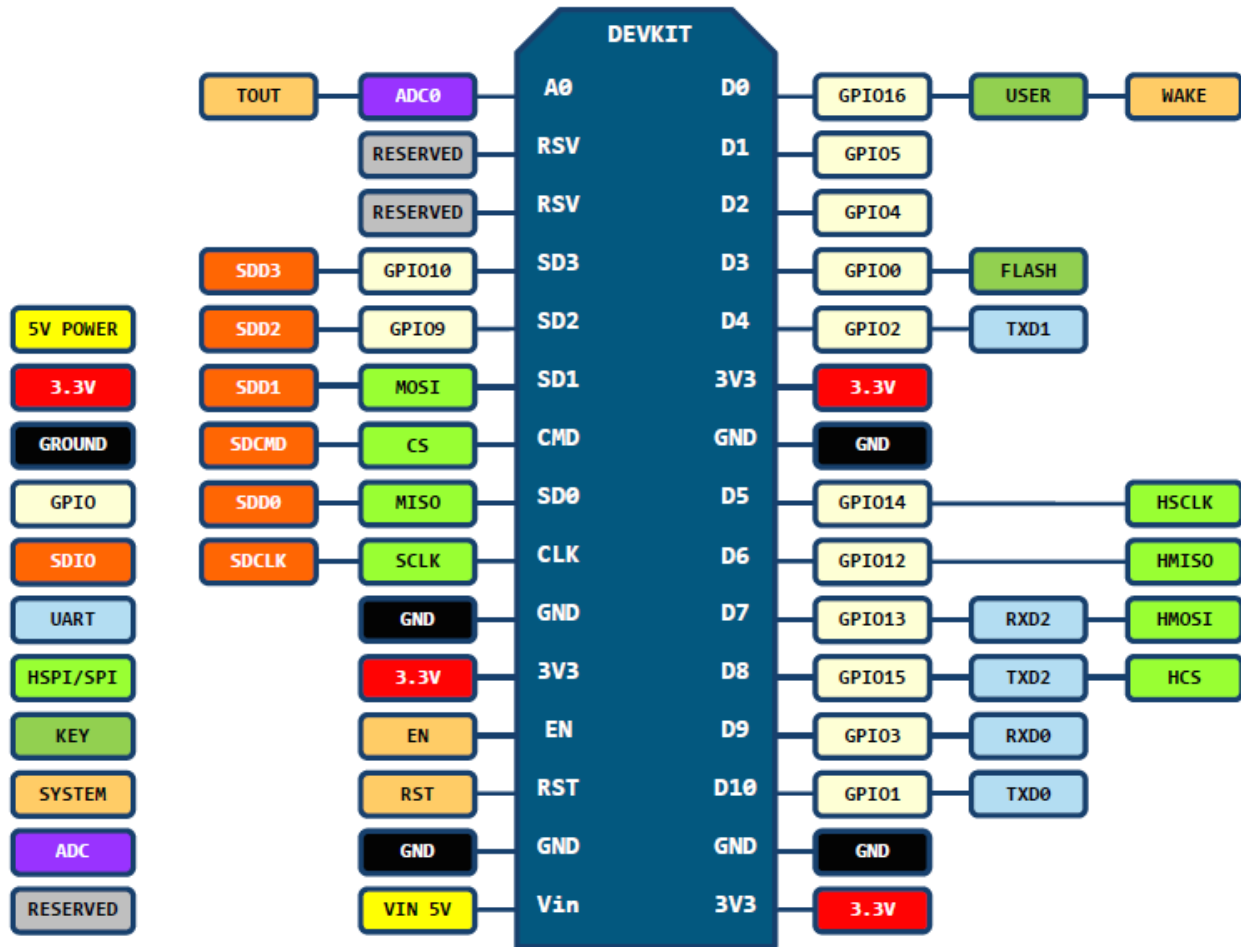 DEVKIT
TOUT ADC0 A0 D0 GPIO16 USER WAKE
RESERVED RSV D1 GPIO5
RESERVED RSV D2 GPIO4
SDD3 GPIO10 SD3 D3 GPIO0 FLASH
5V POWER SDD2 GPIO9 SD2 D4 GPIO2 TXD1
3.3V SDD1 MOSI SD1 3V3 3.3V
GROUND SDCMD CS CMD GND GND
GPIO SDD0 MISO SD0 D5 GPIO14 HSCLK
SDIO SDCLK SCLK CLK D6 GPIO12 HMISO
UART GND GND D7 GPIO13 RXD2 HMOSI
HSPI/SPI 3.3V 3V3 D8 GPIO15 TXD2 HCS
KEY EN EN D9 GPIO3 RXD0
SYSTEM RST RST D10 GPIO1 TXD0
ADC GND GND GND GND
RESERVED VIN 5V Vin 3V3 3.3V